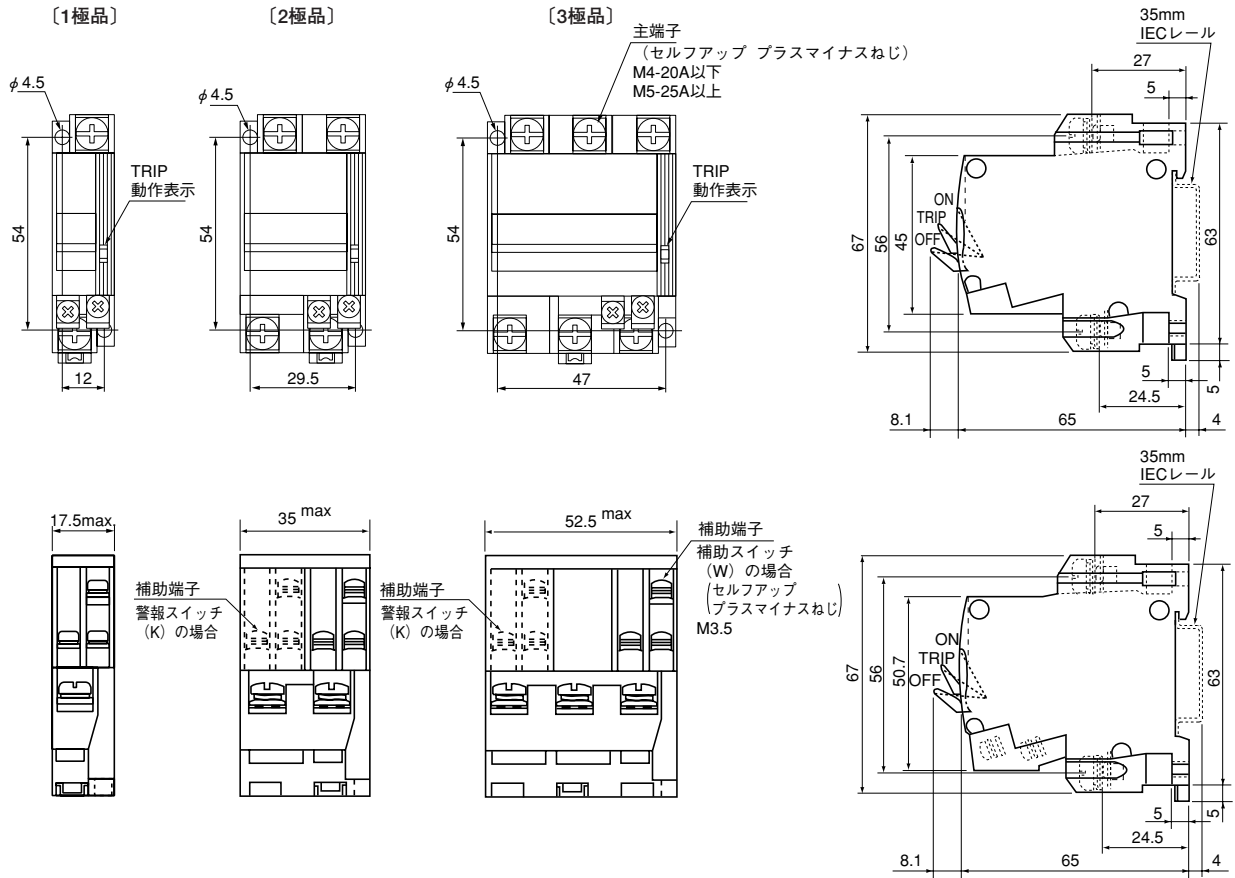 〔1極品〕
〔2極品〕
〔3極品〕
主端子
（セルフアップ プラスマイナスねじ）
M4-20A以下
M5-25A以上
φ4.5
φ4.5
φ4.5
54
54
54
TRIP
動作表示
TRIP
動作表示
12
29.5
47
35mm
IECレール
27
5
67
56
45
ON
TRIP
OFF
63
5
5
24.5
8.1
65
4
17.5max.
35 max
52.5 max
補助端子
警報スイッチ
（K）の場合
補助端子
警報スイッチ
（K）の場合
補助端子
補助スイッチ
（W）の場合
（セルフアップ
プラスマイナスねじ）
M3.5
35mm
IECレール
27
5
67
56
50.7
ON
TRIP
OFF
63
5
5
24.5
8.1
65
4